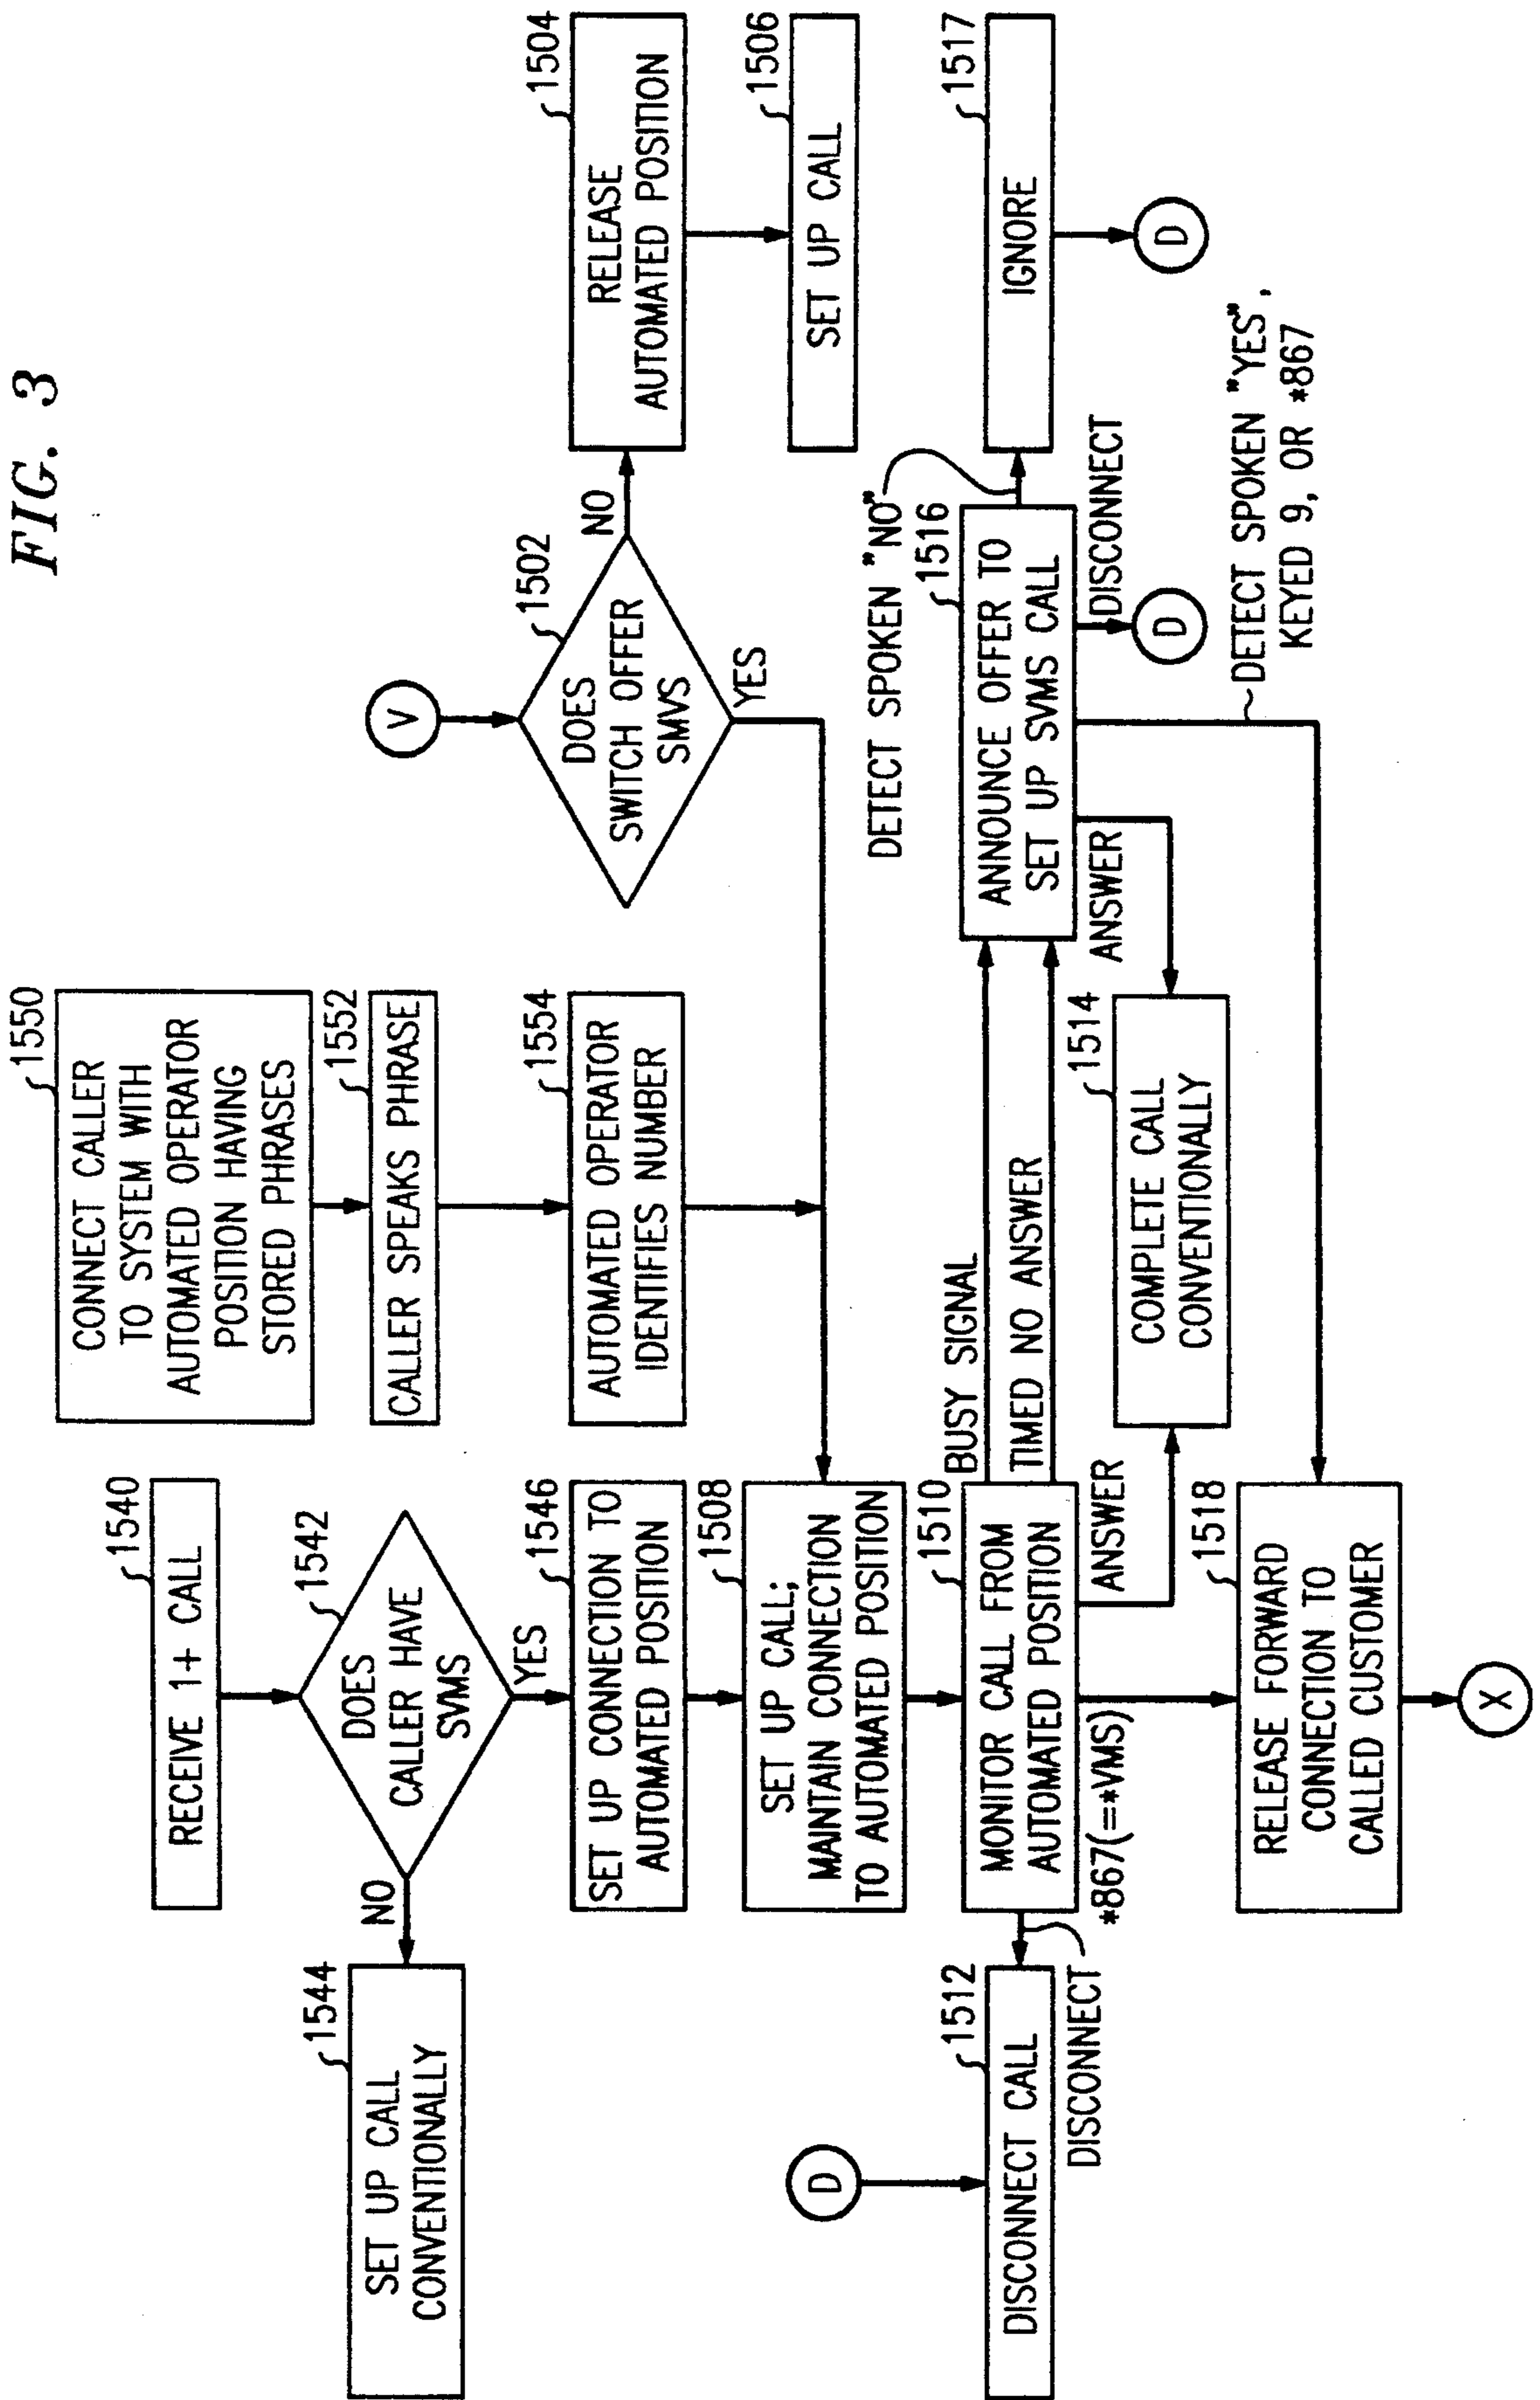 FIG. 3
1540
RECEIVE 1+ CALL
1542
DOES
CALLER HAVE
SVMS
NO
YES
1544
SET UP CALL
CONVENTIONALLY
1546
SET UP CONNECTION TO
AUTOMATED POSITION
1550
CONNECT CALLER
TO SYSTEM WITH
AUTOMATED OPERATOR
POSITION HAVING
STORED PHRASES
1552
CALLER SPEAKS PHRASE
1554
AUTOMATED OPERATOR
IDENTIFIES NUMBER
V
1502
DOES
SWITCH OFFER
SMVS
NO
YES
1504
RELEASE
AUTOMATED POSITION
1506
SET UP CALL
1508
SET UP CALL;
MAINTAIN CONNECTION
TO AUTOMATED POSITION
D
1512
DISCONNECT CALL
DISCONNECT
1510
MONITOR CALL FROM
AUTOMATED POSITION
*867(=*VMS)
ANSWER
BUSY SIGNAL
TIMED NO ANSWER
1514
COMPLETE CALL
CONVENTIONALLY
DETECT SPOKEN "NO"
1516
ANNOUNCE OFFER TO
SET UP SVMS CALL
ANSWER
DISCONNECT
D
1517
IGNORE
D
DETECT SPOKEN "YES",
KEYED 9, OR *867
1518
RELEASE FORWARD
CONNECTION TO
CALLED CUSTOMER
X